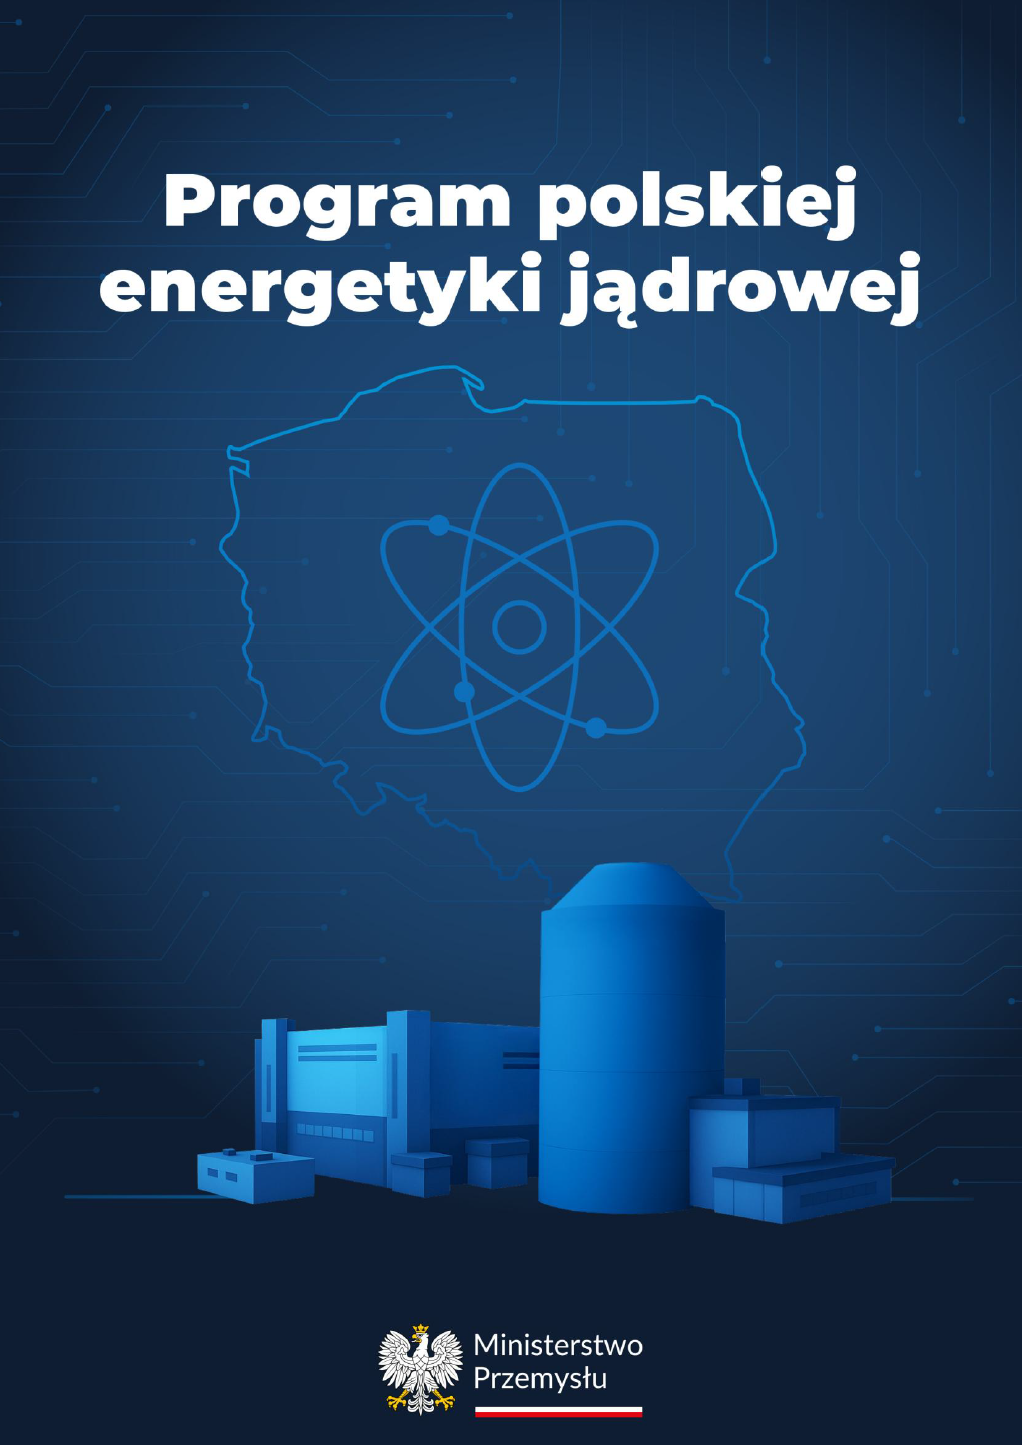 Program polskiej
energetyki jądrowej
Ministerstwo
Przemysłu